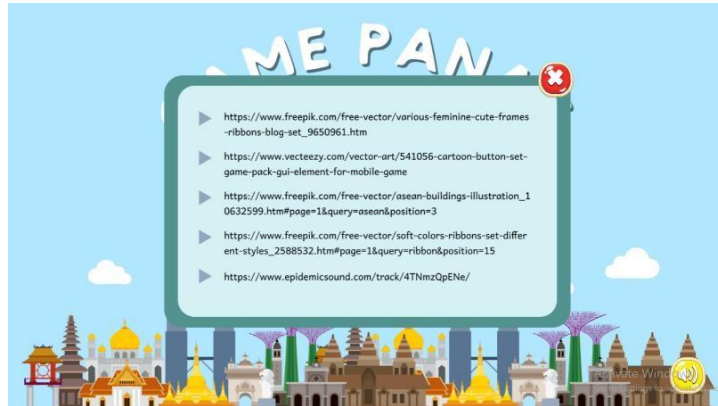 AME PANA
https://www.freepik.com/free-vector/various-feminine-cute-frames
-ribbons-blog-set_9650961.htm
https://www.vecteezy.com/vector-art/541056-cartoon-button-set-
game-pack-gui-element-for-mobile-game
https://www.freepik.com/free-vector/asean-buildings-illustration_1
0632599.htm#page=1&query=asean&position=3
https://www.freepik.com/free-vector/soft-colors-ribbons-set-differ
ent-styles_2588532.htm#page=1&query=ribbon&position=15
https://www.epidemicsound.com/track/4TNmzQpENe/
Activate Wind